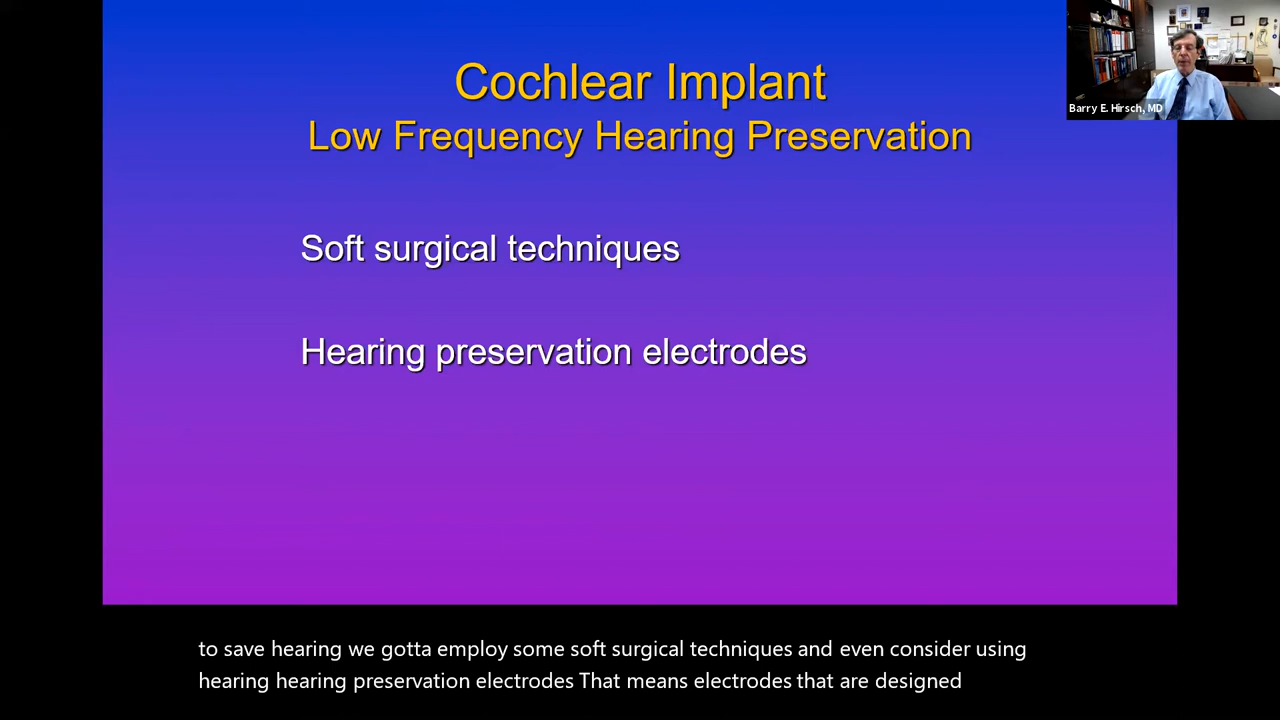 Cochlear Implant
Low Frequency Hearing Preservation
Barry E. Hirsch, MD
Soft surgical techniques
Hearing preservation electrodes
to save hearing we gotta employ some soft surgical techniques and even consider using
hearing hearing preservation electrodes That means electrodes that are designed